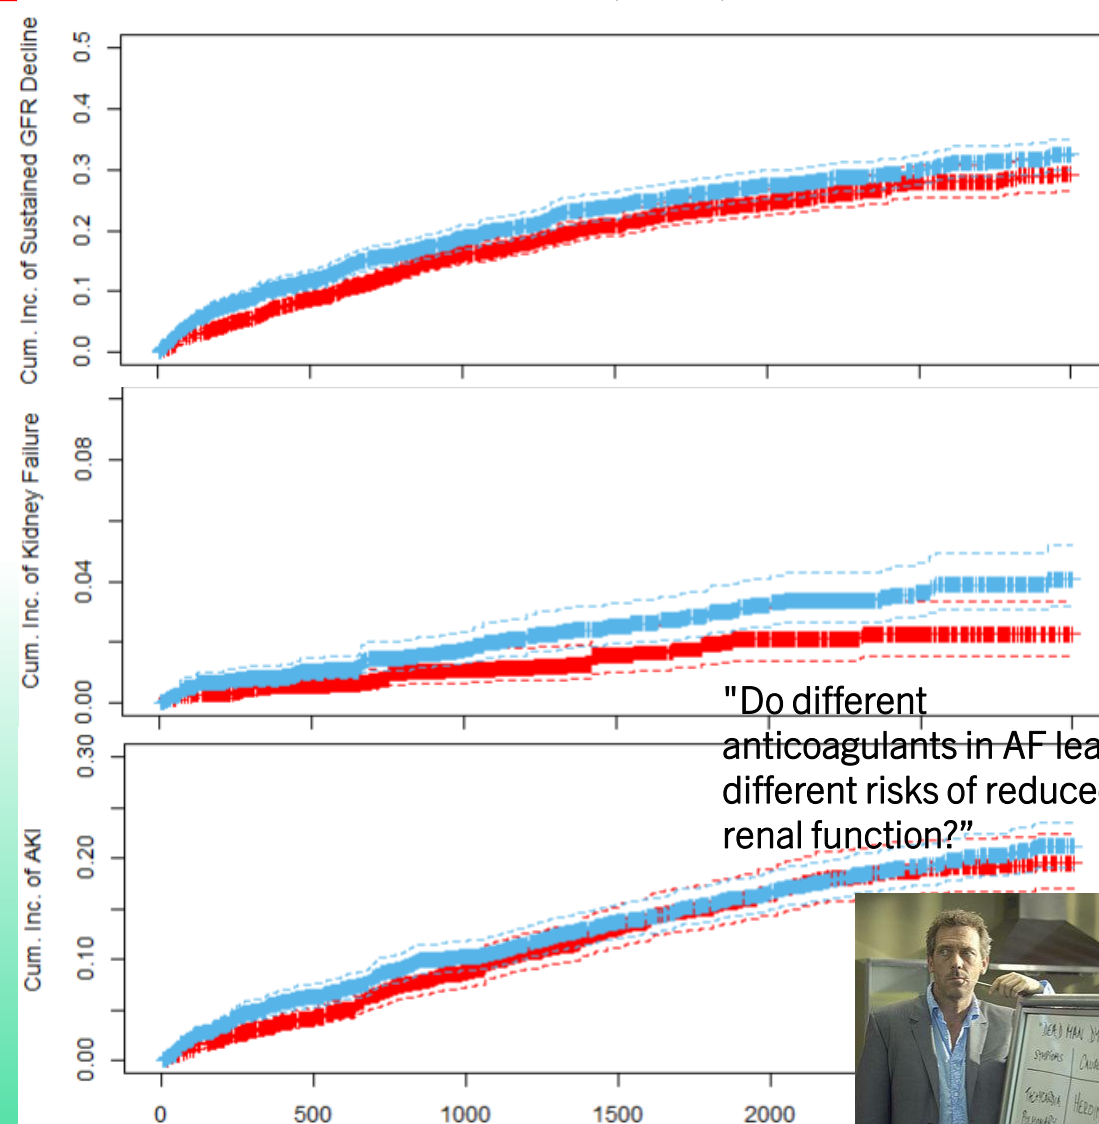 Cum. Inc. of Sustained GFR Decline
0.0 0.1 0.2 0.3 0.4 0.5
Cum. Inc. of Kidney Failure
0.00 0.04 0.08
"Do different
anticoagulants in AF lea
different risks of reduce
renal function?”
Cum. Inc. of AKI
0.00 0.10 0.20 0.30
DEAD MAN
SYMPTOMS
0 500 1000 1500 2000